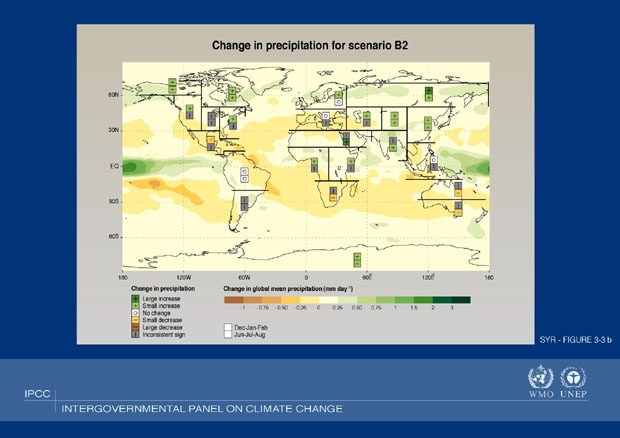 Change in precipitation for scenario B2
60N
30N
EQ
30S
60S
180 120W 60W 0 60E 120E 180
Change in precipitation
Large increase
Small increase
No change
Small decrease
Large decrease
Inconsistent sign
Change in global mean precipitation (mm day⁻¹)
-1 -0.75 -0.50 -0.25 0 0.25 0.50 0.75 1 1.5 2 3
Dec-Jan-Feb
Jun-Jul-Aug
SYR - FIGURE 3-3 b
WMO UNEP
IPCC
INTERGOVERNMENTAL PANEL ON CLIMATE CHANGE